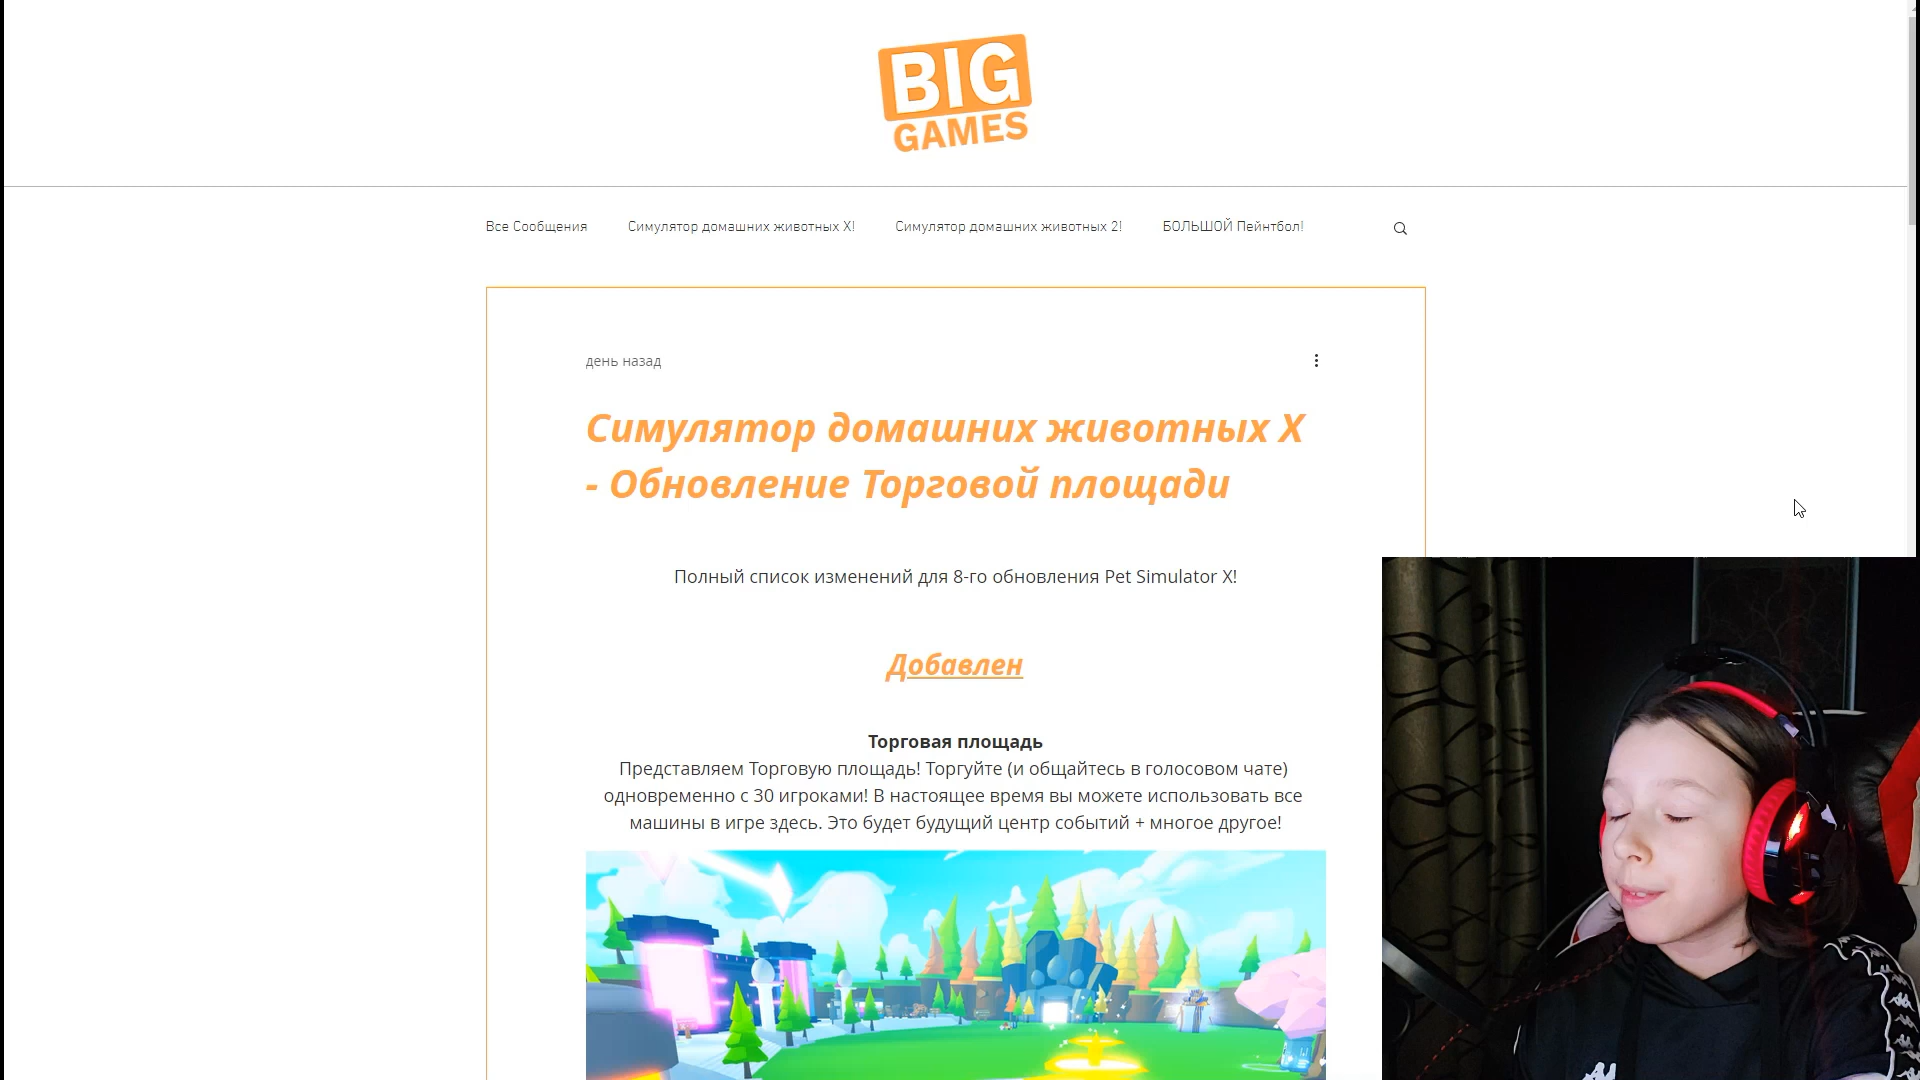 BIG
GAMES
Все Сообщения
Симулятор домашних животных X!
Симулятор домашних животных 2!
БОЛЬШОЙ Пейнтбол!
день назад
Симулятор домашних животных X
- Обновление Торговой площади
Полный список изменений для 8-го обновления Pet Simulator X!
Добавлен
Торговая площадь
Представляем Торговую площадь! Торгуйте (и общайтесь в голосовом чате)
одновременно с 30 игроками! В настоящее время вы можете использовать все
машины в игре здесь. Это будет будущий центр событий + многое другое!